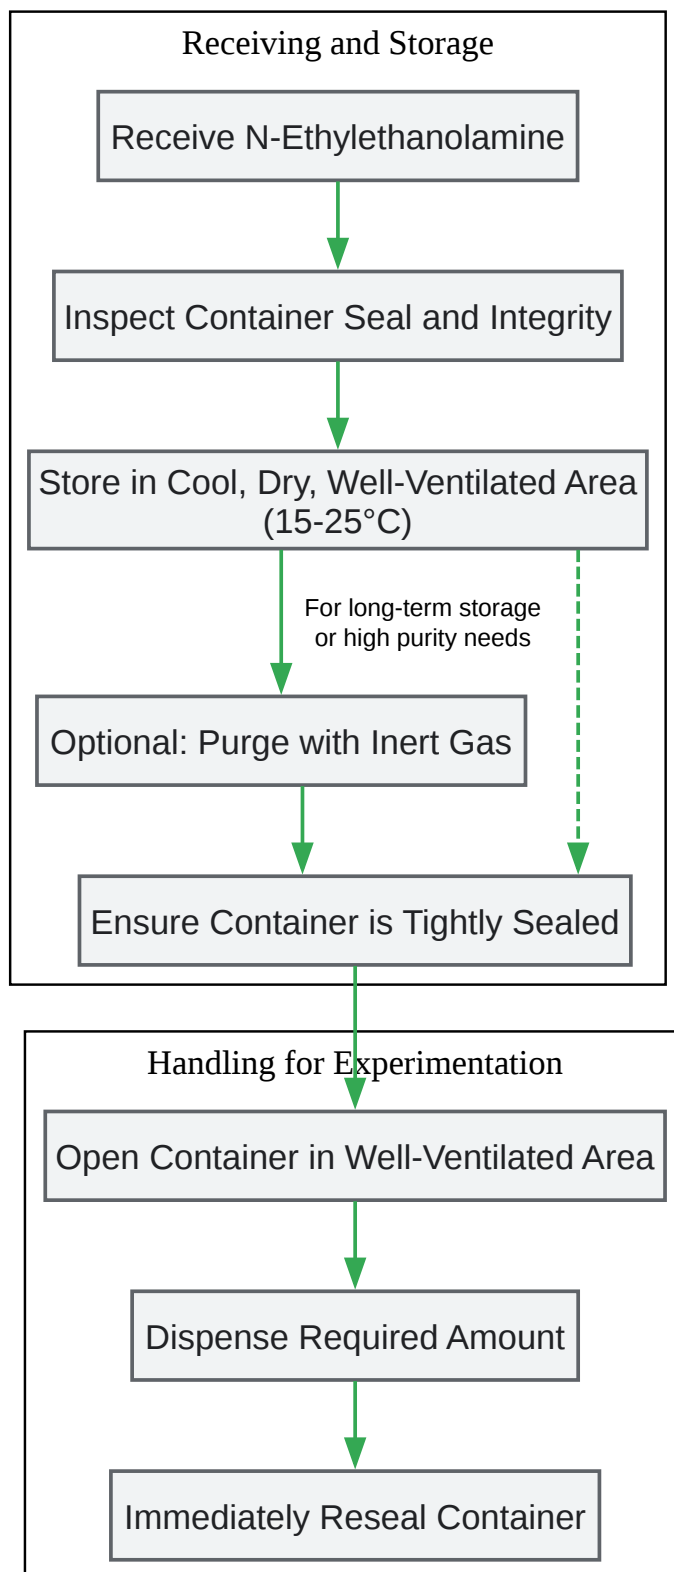 Receiving and Storage
Receive N-Ethylethanolamine
Inspect Container Seal and Integrity
Store in Cool, Dry, Well-Ventilated Area
(15-25°C)
For long-term storage
or high purity needs
Optional: Purge with Inert Gas
Ensure Container is Tightly Sealed
Handling for Experimentation
Open Container in Well-Ventilated Area
Dispense Required Amount
Immediately Reseal Container